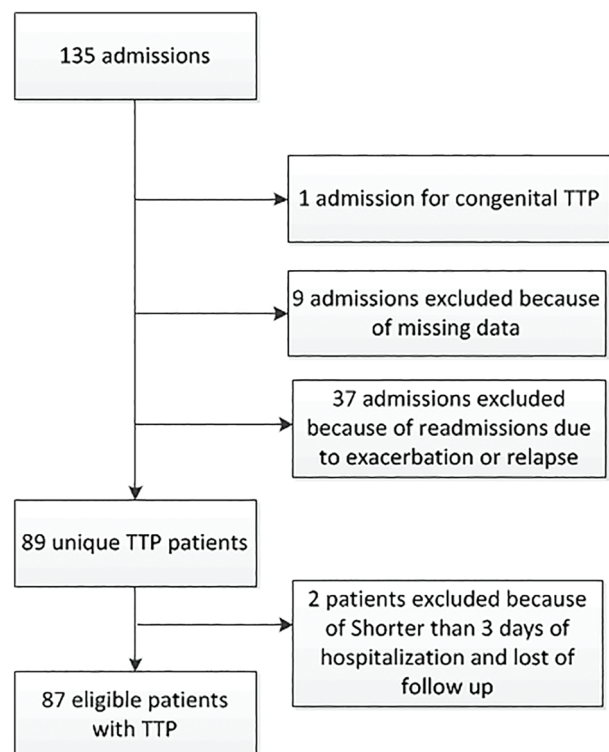 135 admissions
1 admission for congenital TTP
9 admissions excluded because
of missing data
37 admissions excluded
because of readmissions due
to exacerbation or relapse
89 unique TTP patients
2 patients excluded because
of Shorter than 3 days of
hospitalization and lost of
follow up
87 eligible patients
with TTP